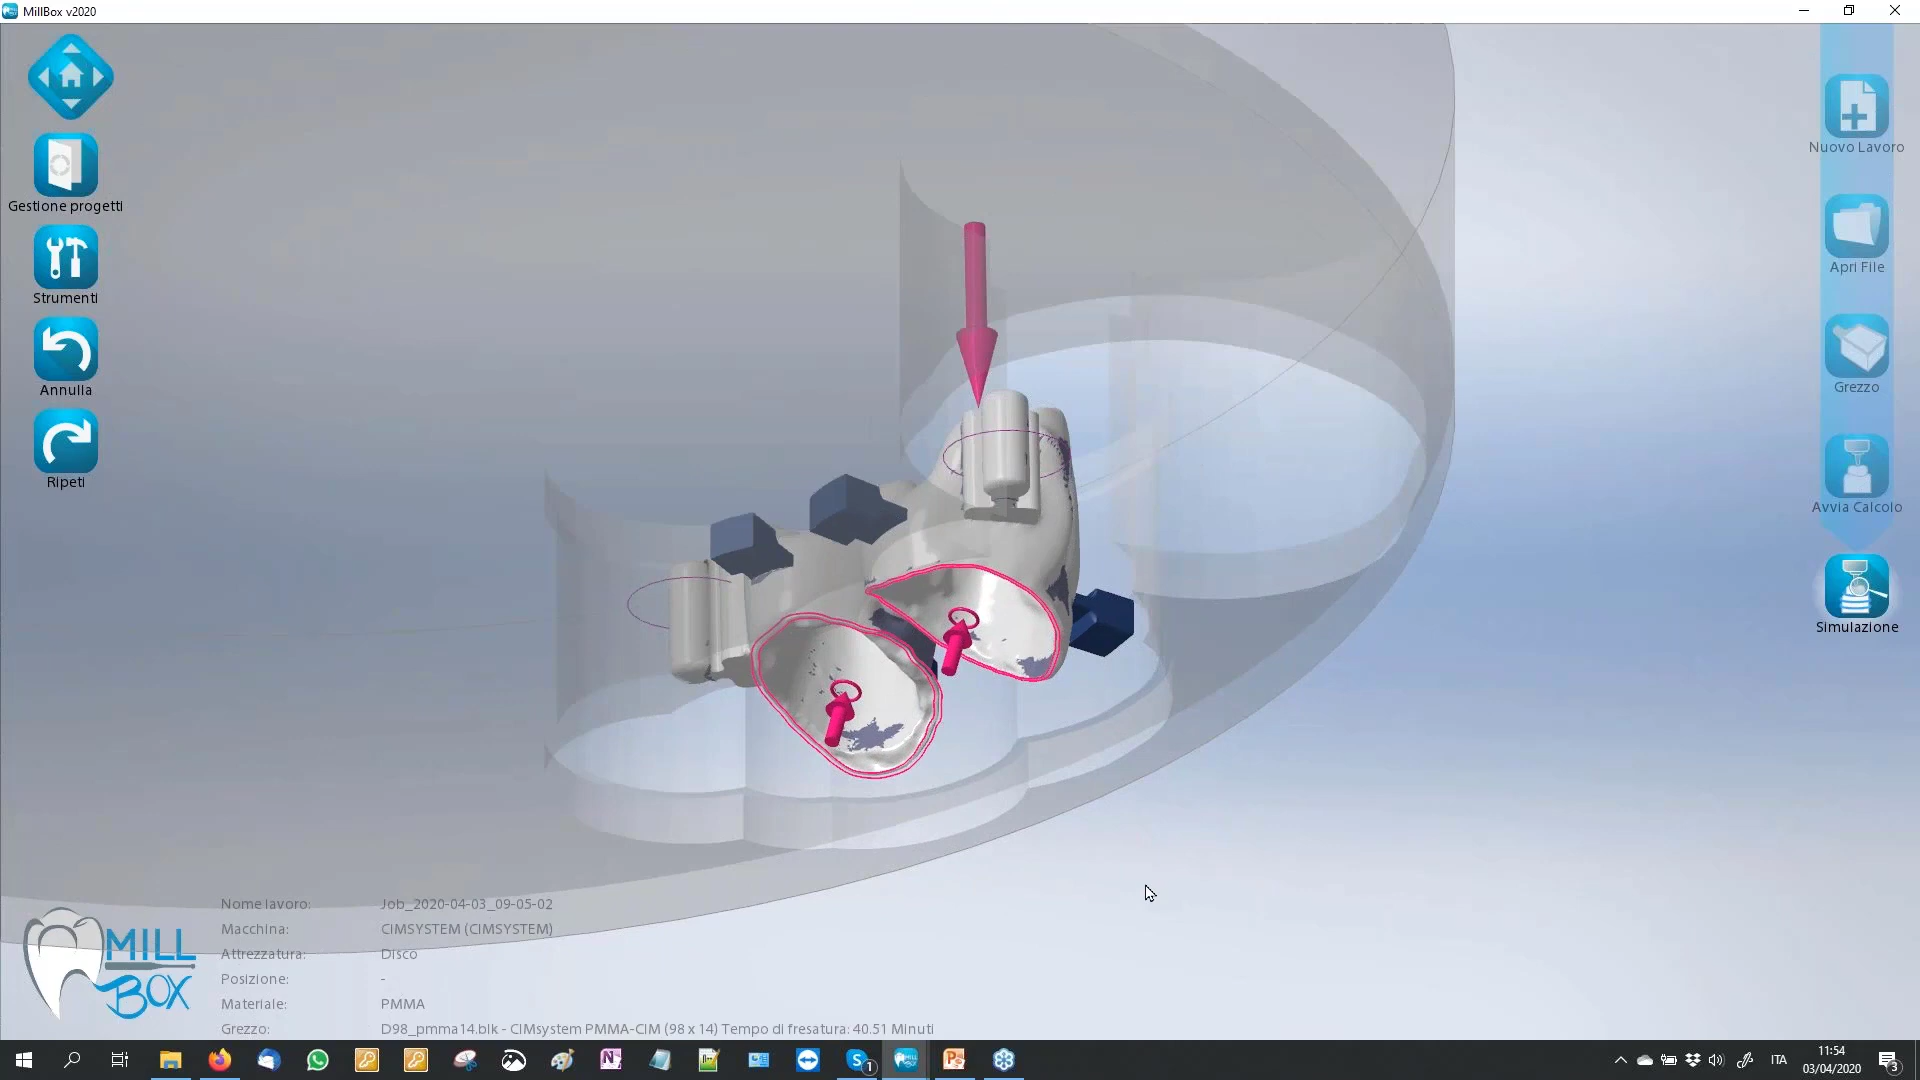 MillBox v2020
Gestione progetti
Strumenti
Annulla
Ripeti
Nuovo Lavoro
Apri File
Grezzo
Avvia Calcolo
Simulazione
MILL
BOX
Nome lavoro: Job_2020-04-03_09-05-02
Macchina: CIMSYSTEM (CIMSYSTEM)
Attrezzatura: Disco
Posizione: -
Materiale: PMMA
Grezzo: D98_pmma14.blk - CIMsystem PMMA-CIM (98 x 14) Tempo di fresatura: 40.51 Minuti
ITA
11:54
03/04/2020
1
3